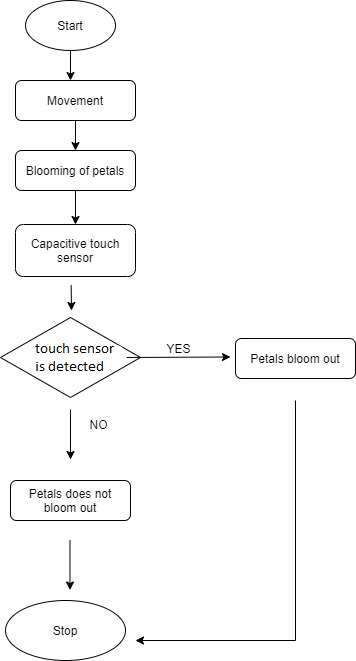 Start
Movement
Blooming of petals
Capacitive touch
sensor
touch sensor
is detected
YES
Petals bloom out
NO
Petals does not
bloom out
Stop